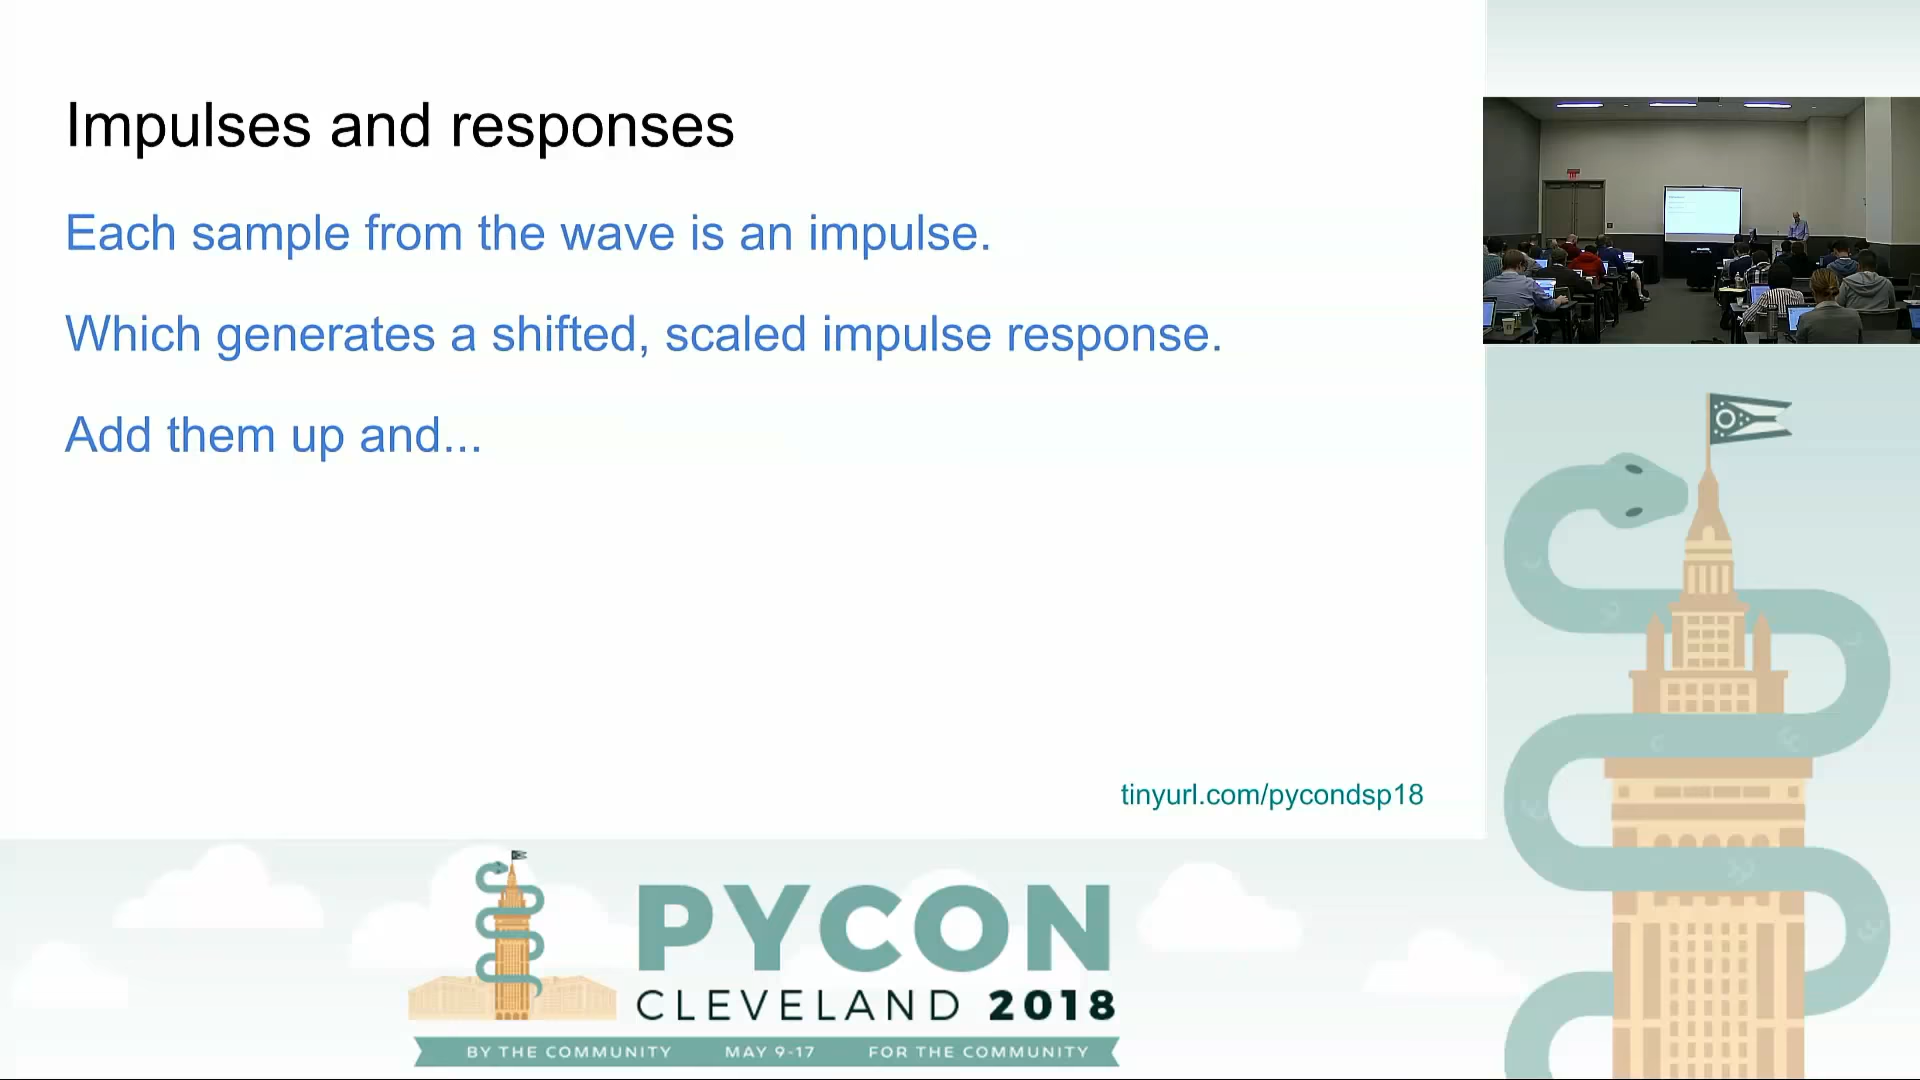 Impulses and responses
Each sample from the wave is an impulse.
Which generates a shifted, scaled impulse response.
Add them up and...
tinyurl.com/pycondsp18
PYCON
CLEVELAND 2018
BY THE COMMUNITY MAY 9-17 FOR THE COMMUNITY